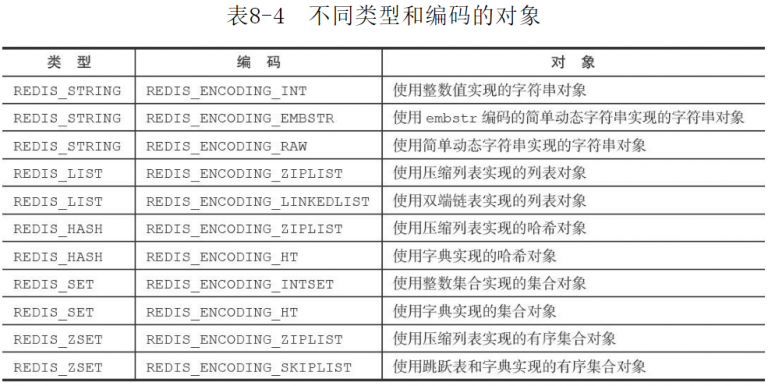 表8-4 不同类型和编码的对象
类 型 编 码 对 象
REDIS_STRING REDIS_ENCODING_INT 使用整数值实现的字符串对象
REDIS_STRING REDIS_ENCODING_EMBSTR 使用 embstr 编码的简单动态字符串实现的字符串对象
REDIS_STRING REDIS_ENCODING_RAW 使用简单动态字符串实现的字符串对象
REDIS_LIST REDIS_ENCODING_ZIPLIST 使用压缩列表实现的列表对象
REDIS_LIST REDIS_ENCODING_LINKEDLIST 使用双端链表实现的列表对象
REDIS_HASH REDIS_ENCODING_ZIPLIST 使用压缩列表实现的哈希对象
REDIS_HASH REDIS_ENCODING_HT 使用字典实现的哈希对象
REDIS_SET REDIS_ENCODING_INTSET 使用整数集合实现的集合对象
REDIS_SET REDIS_ENCODING_HT 使用字典实现的集合对象
REDIS_ZSET REDIS_ENCODING_ZIPLIST 使用压缩列表实现的有序集合对象
REDIS_ZSET REDIS_ENCODING_SKIPLIST 使用跳跃表和字典实现的有序集合对象